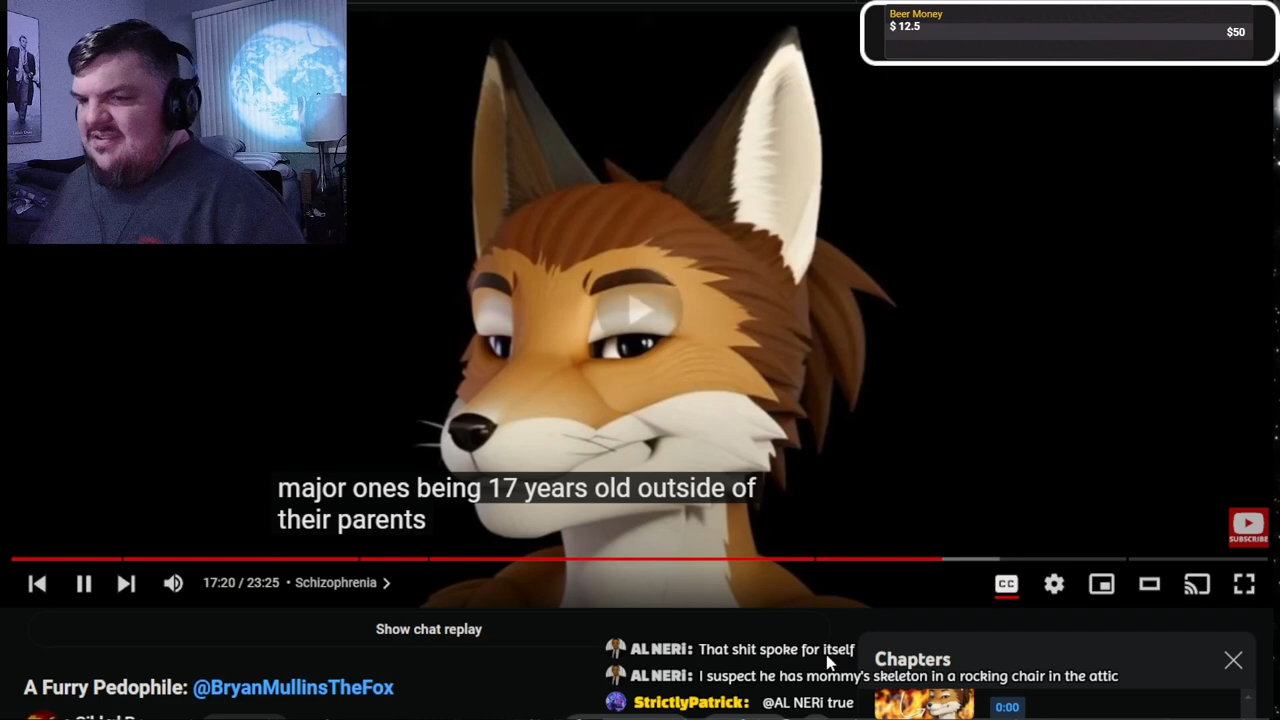 Beer Money
$ 12.5
$50
major ones being 17 years old outside of
their parents
SUBSCRIBE
17:20 / 23:25 • Schizophrenia
CC
Show chat replay
AL NERi: That shit spoke for itself
Chapters
AL NERi: I suspect he has mommy's skeleton in a rocking chair in the attic
A Furry Pedophile: @BryanMullinsTheFox
StrictlyPatrick: @AL NERi true
0:00